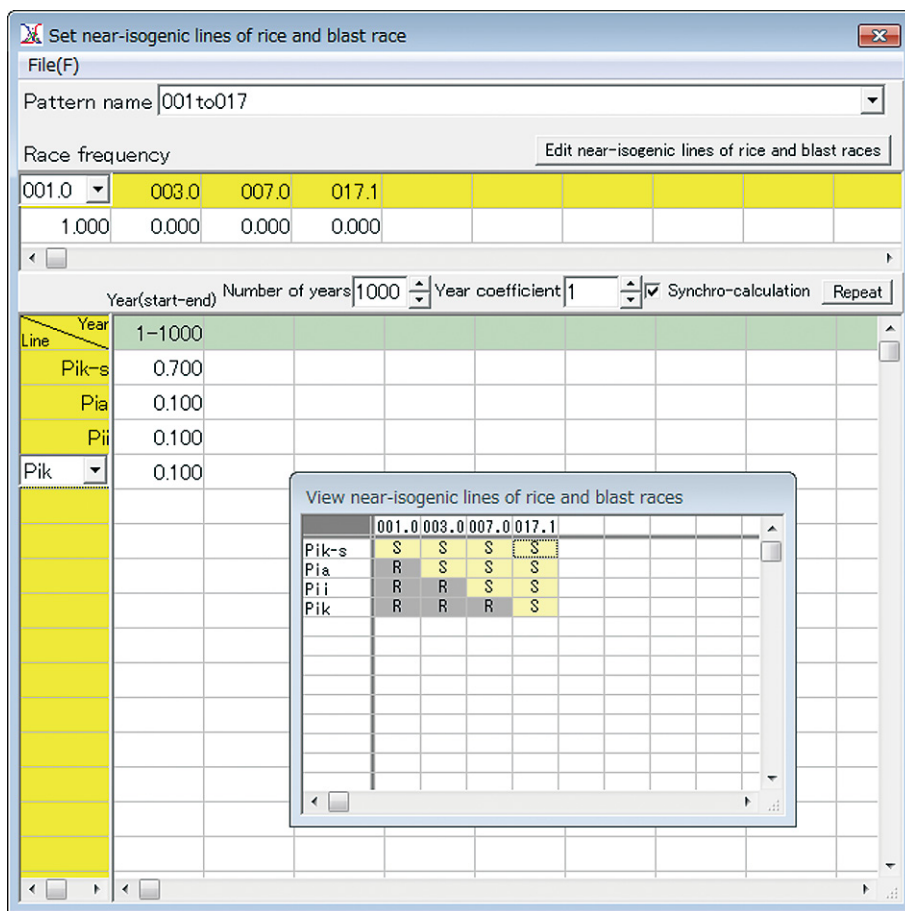 Set near-isogenic lines of rice and blast race
File(F)
Pattern name 001to017
Race frequency Edit near-isogenic lines of rice and blast races
001.0 003.0 007.0 017.1
1.000 0.000 0.000 0.000
Year(start-end) Number of years 1000 Year coefficient 1 Synchro-calculation Repeat
Year
Line 1-1000
Pik-s 0.700
Pia 0.100
Pii 0.100
Pik 0.100
View near-isogenic lines of rice and blast races
001.0 003.0 007.0 017.1
Pik-s S S S S
Pia R S S S
Pii R R S S
Pik R R R S